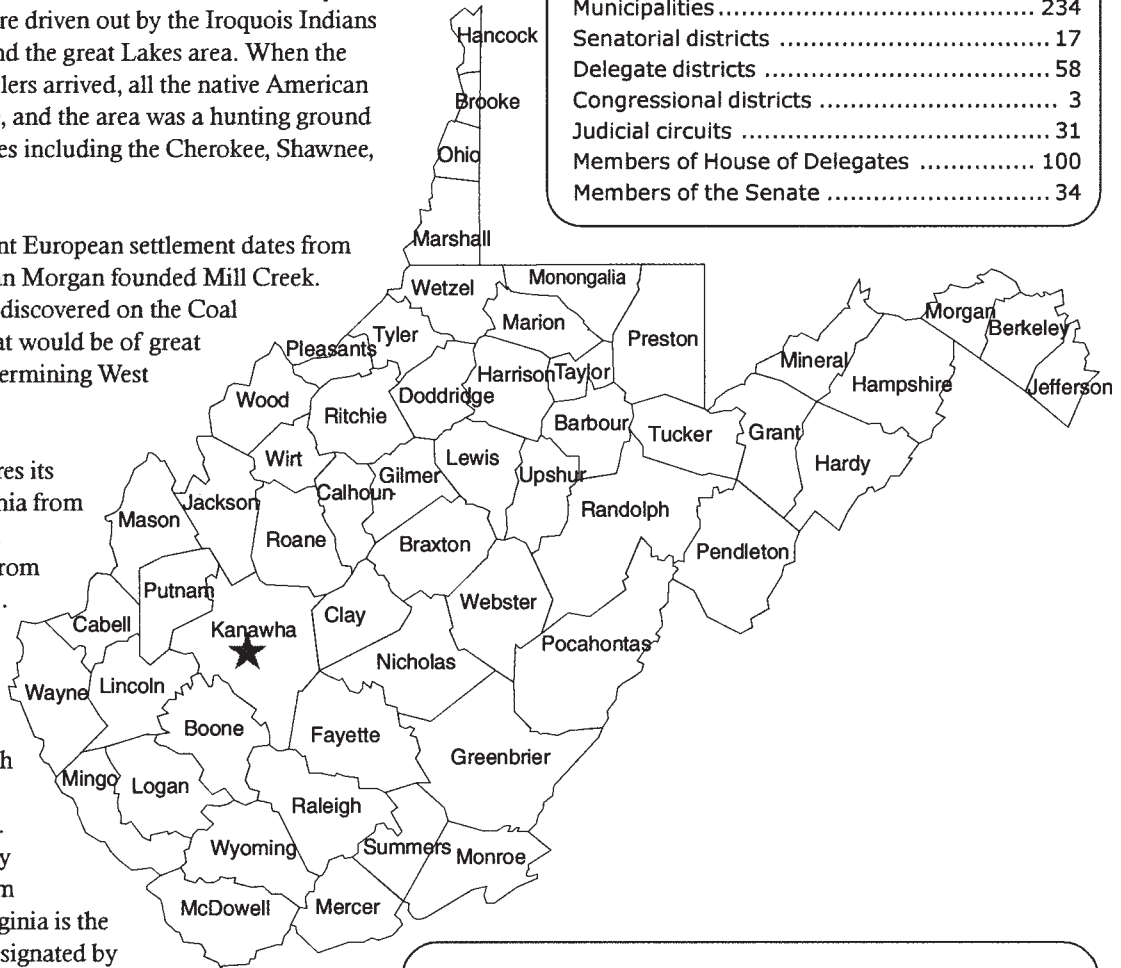 re driven out by the Iroquois Indians
nd the great Lakes area. When the
lers arrived, all the native American
, and the area was a hunting ground
es including the Cherokee, Shawnee,
nt European settlement dates from
an Morgan founded Mill Creek.
discovered on the Coal
at would be of great
ermining West
res its
nia from
rom
.
h
.
y
m
ginia is the
signated by
Municipalities ........................................ 234
Senatorial districts ................................... 17
Delegate districts ..................................... 58
Congressional districts ............................... 3
Judicial circuits ........................................ 31
Members of House of Delegates ............... 100
Members of the Senate ............................. 34
Hancock
Brooke
Ohio
Marshall
Wetzel
Monongalia
Marion
Preston
Tyler
Pleasants
Harrison
Taylor
Doddridge
Wood
Ritchie
Barbour
Tucker
Grant
Mineral
Hampshire
Morgan
Berkeley
Jefferson
Hardy
Wirt
Lewis
Gilmer
Upshur
Calhoun
Jackson
Mason
Roane
Braxton
Randolph
Pendleton
Putnam
Cabell
Kanawha
Clay
Webster
Pocahontas
Nicholas
Wayne
Lincoln
Boone
Fayette
Greenbrier
Mingo
Logan
Raleigh
Wyoming
Summers
Monroe
McDowell
Mercer